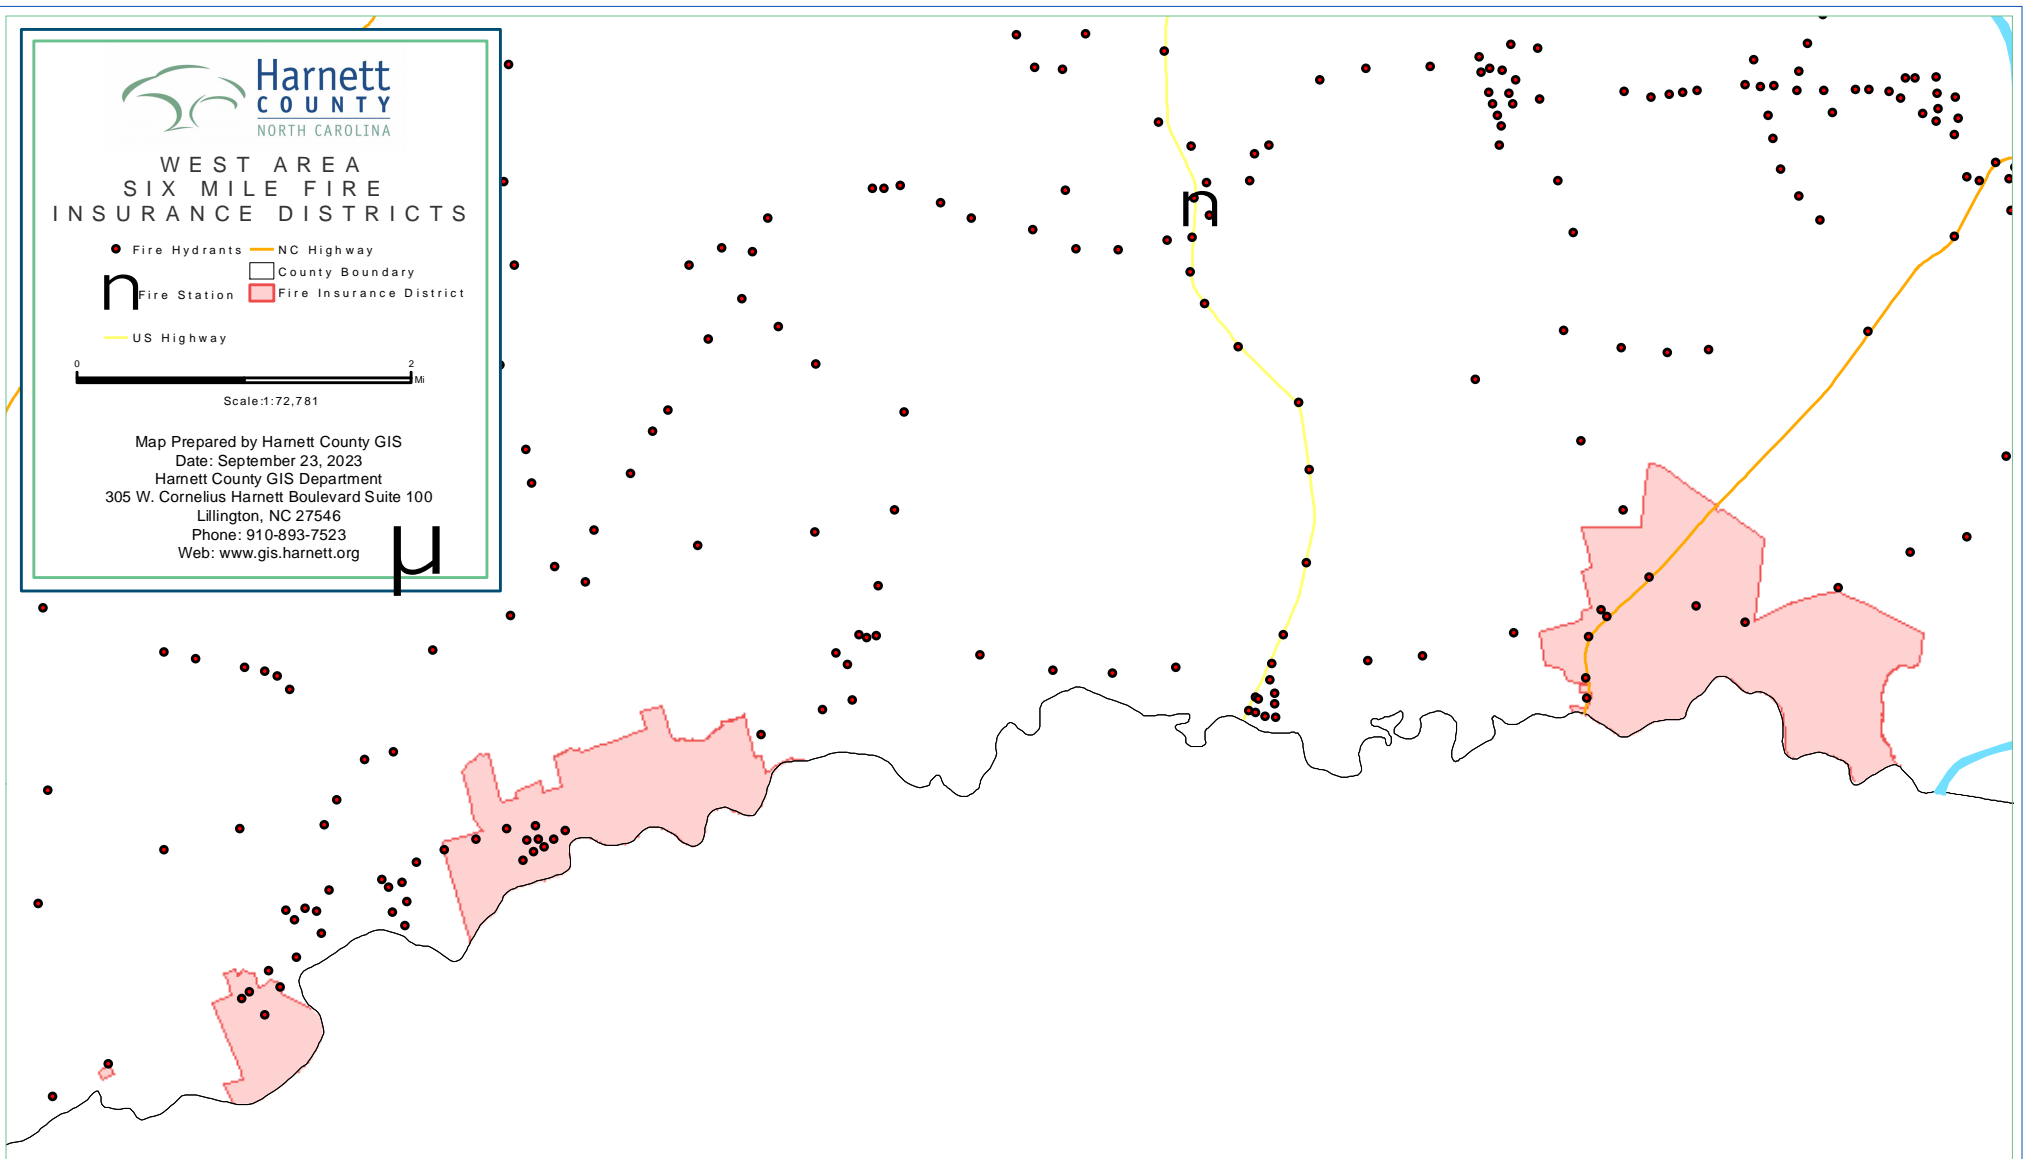 Harnett
COUNTY
NORTH CAROLINA
WEST AREA
SIX MILE FIRE
INSURANCE DISTRICTS
Fire Hydrants
NC Highway
County Boundary
n Fire Station
Fire Insurance District
US Highway
0 2
Mi
Scale:1:72,781
Map Prepared by Harnett County GIS
Date: September 23, 2023
Harnett County GIS Department
305 W. Cornelius Harnett Boulevard Suite 100
Lillington, NC 27546
Phone: 910-893-7523
Web: www.gis.harnett.org
µ
n